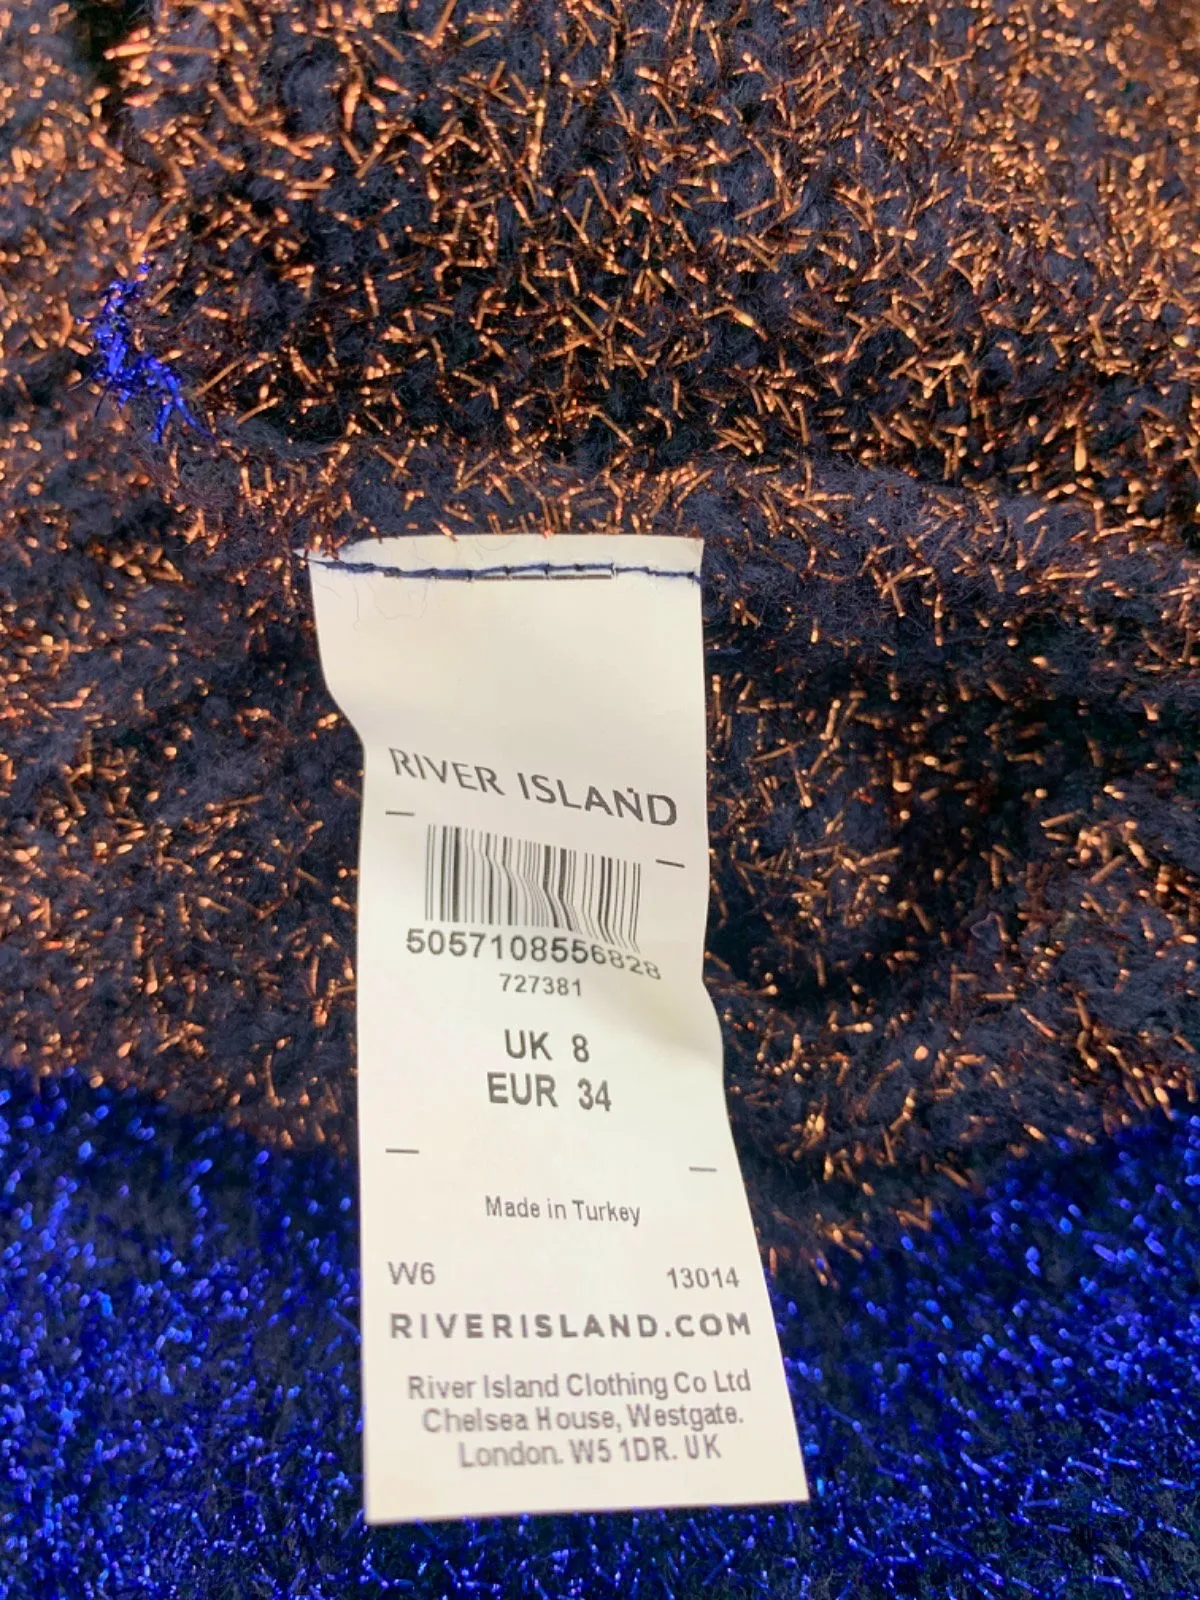 RIVER ISLAND
5057108556828
727381
UK 8
EUR 34
Made in Turkey
W6 13014
RIVERISLAND.COM
River Island Clothing Co Ltd
Chelsea House, Westgate.
London. W5 1DR. UK